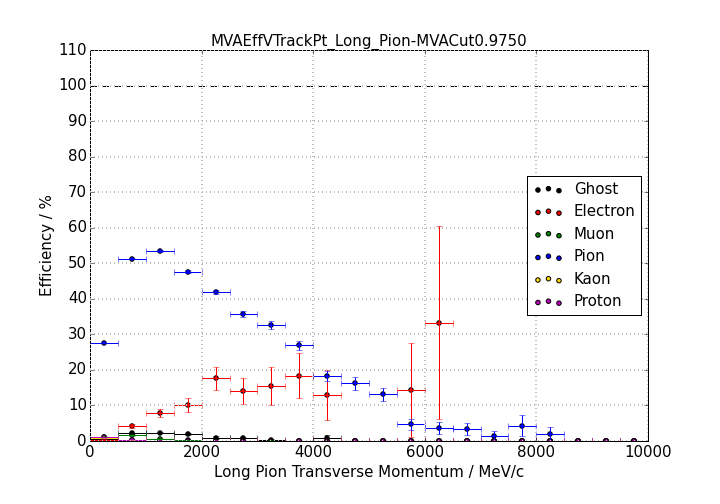 MVAEffVTrackPt_Long_Pion-MVACut0.9750
110
100
90
80
70
60
50
40
30
20
10
0
Efficiency / %
Ghost
Electron
Muon
Pion
Kaon
Proton
0 2000 4000 6000 8000 10000
Long Pion Transverse Momentum / MeV/c